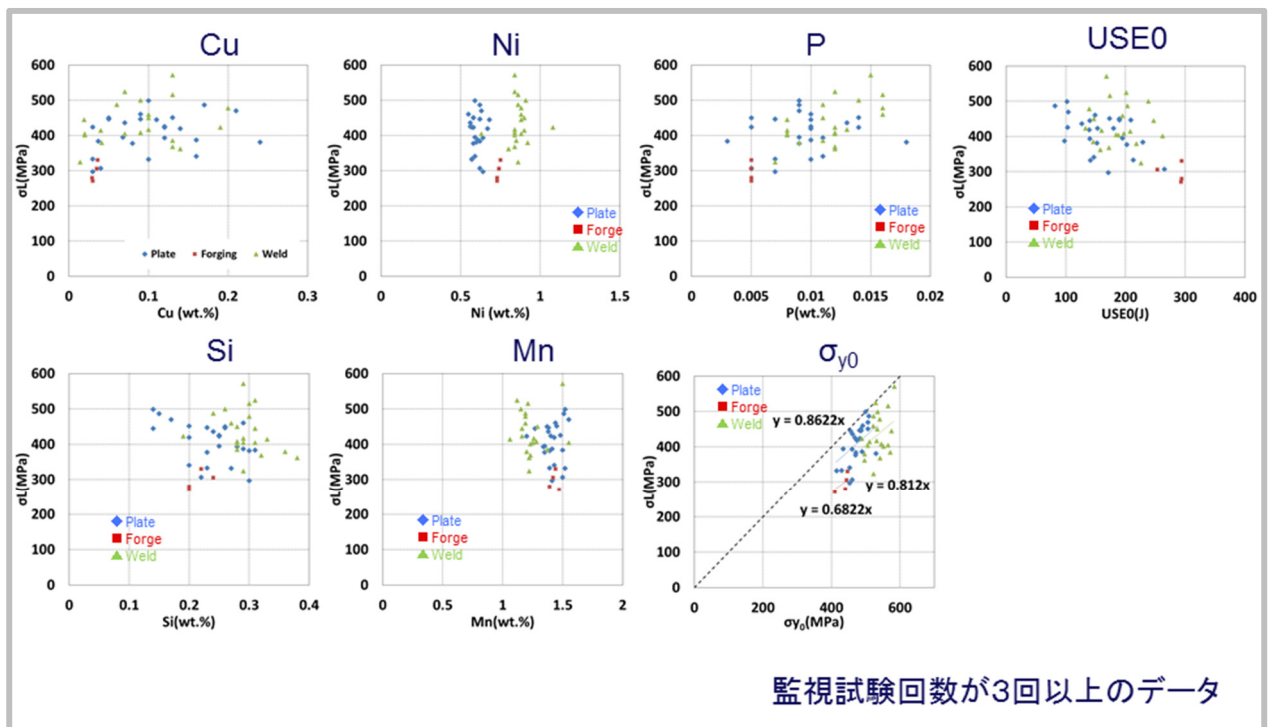 Cu
Ni
P
USE0
600
500
400
300
200
100
0
σL(MPa)
Plate
Forging
Weld
0
0.1
0.2
0.3
Cu (wt.%)
600
500
400
300
200
100
0
σL(MPa)
Plate
Forge
Weld
0
0.5
1
1.5
Ni (wt.%)
600
500
400
300
200
100
0
σL(MPa)
Plate
Forge
Weld
0
0.005
0.01
0.015
0.02
P(wt.%)
600
500
400
300
200
100
0
σL(MPa)
Plate
Forge
Weld
0
100
200
300
400
USE0(J)
Si
Mn
σy0
600
500
400
300
200
100
0
σL(MPa)
Plate
Forge
Weld
0
0.1
0.2
0.3
0.4
Si(wt.%)
600
500
400
300
200
100
0
σL(MPa)
Plate
Forge
Weld
0
0.5
1
1.5
2
Mn(wt.%)
600
500
400
300
200
100
0
σL(MPa)
Plate
Forge
Weld
y = 0.8622x
y = 0.812x
y = 0.6822x
0
200
400
600
σy0(MPa)
監視試験回数が3回以上のデータ